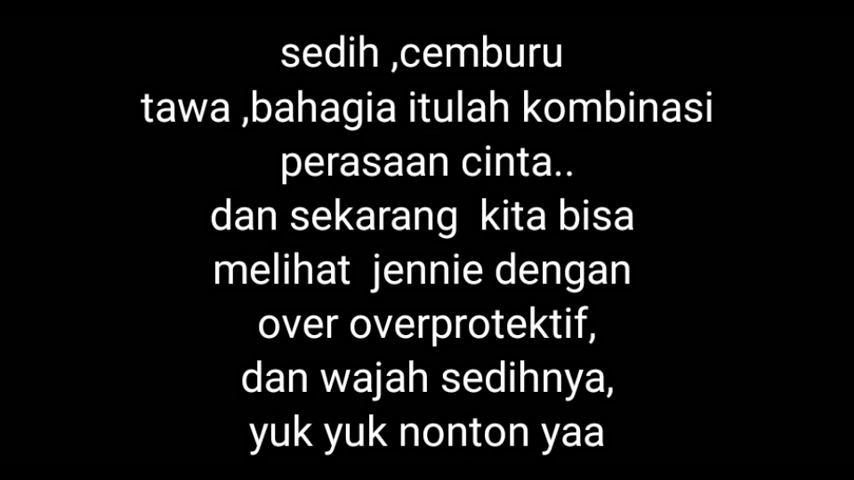 sedih ,cemburu
tawa ,bahagia itulah kombinasi
perasaan cinta..
dan sekarang  kita bisa
melihat  jennie dengan
over overprotektif,
dan wajah sedihnya,
yuk yuk nonton yaa